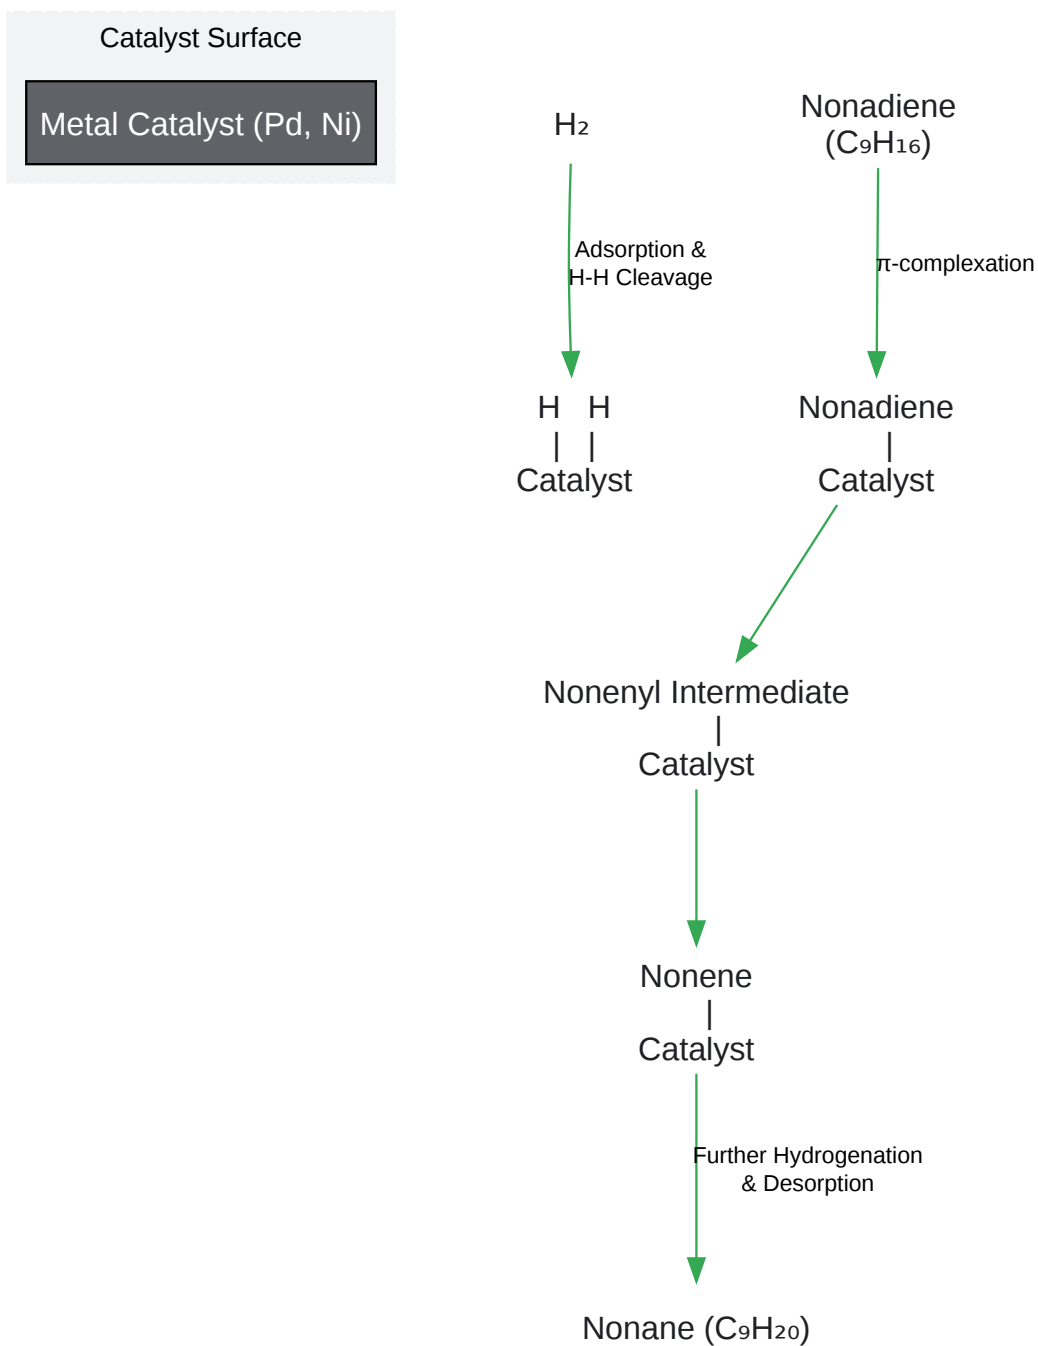 Catalyst Surface
Metal Catalyst (Pd, Ni)
H₂
Nonadiene
(C₉H₁₆)
Adsorption &
H-H Cleavage
π-complexation
H H
| |
Catalyst
Nonadiene
|
Catalyst
Nonenyl Intermediate
|
Catalyst
Nonene
|
Catalyst
Further Hydrogenation
& Desorption
Nonane (C₉H₂₀)